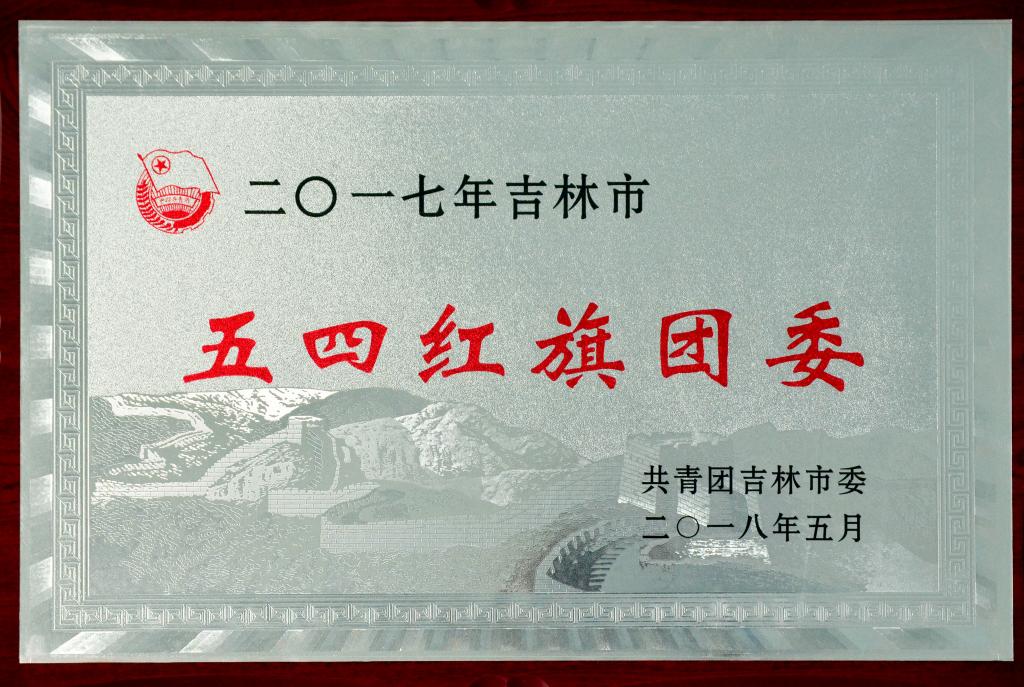 二〇一七年吉林市
五四红旗团委
共青团吉林市委
二〇一八年五月